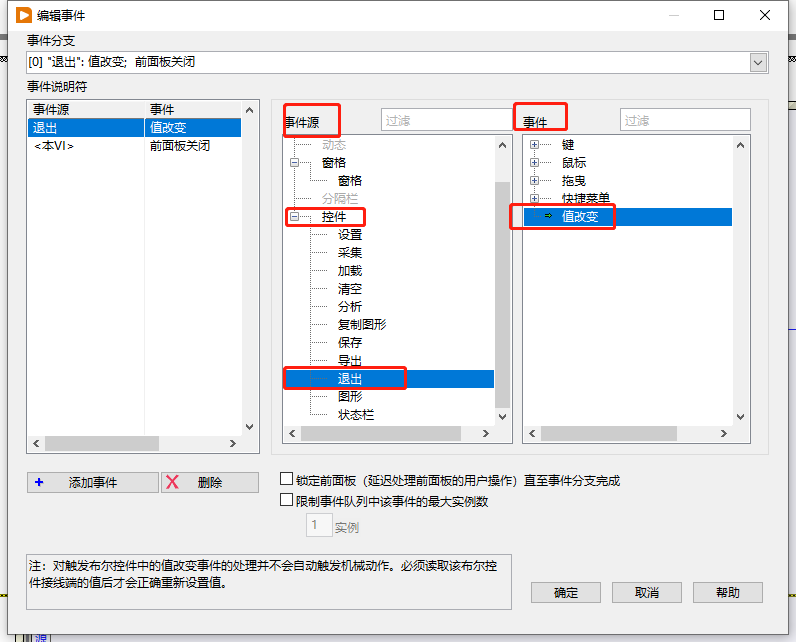 编辑事件
事件分支
[0] "退出": 值改变; 前面板关闭
事件说明符
事件源 事件
退出 值改变
<本VI> 前面板关闭
添加事件 删除
事件源 过滤
动态
窗格
窗格
分隔栏
控件
设置
采集
加载
清空
分析
复制图形
保存
导出
退出
图形
状态栏
事件 过滤
键
鼠标
拖曳
快捷菜单
值改变
锁定前面板（延迟处理前面板的用户操作）直至事件分支完成
限制事件队列中该事件的最大实例数
1 实例
注：对触发布尔控件中的值改变事件的处理并不会自动触发机械动作。必须读取该布尔控
件接线端的值后才会正确重新设置值。
确定 取消 帮助
源